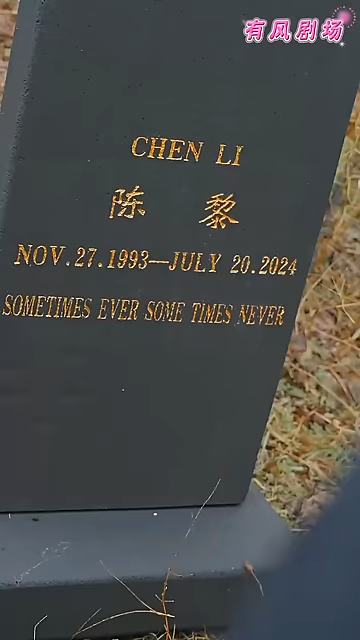 有风剧场
CHEN LI
陈 黎
NOV.27.1993—JULY 20.2024
SOMETIMES EVER SOME TIMES NEVER